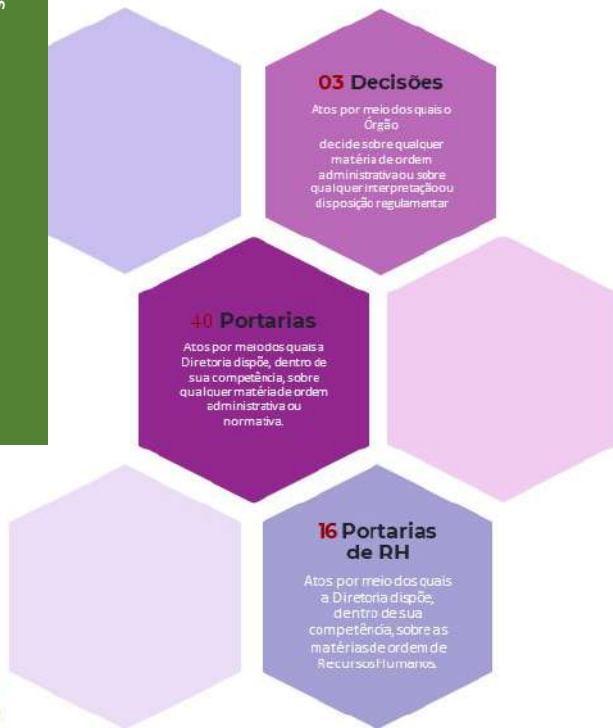 03 Decisões
Atos por meio dos quais o
Órgão
decide sobre qualquer
matéria de ordem
administrativa ou sobre
qualquer interpretação ou
disposição regulamentar
40 Portarias
Atos por meio dos quais a
Diretoria dispõe, dentro de
sua competência, sobre
qualquer matéria de ordem
administrativa ou
normativa.
16 Portarias
de RH
Atos por meio dos quais
a Diretoria dispõe,
dentro de sua
competência, sobre as
matérias de ordem de
Recursos Humanos.